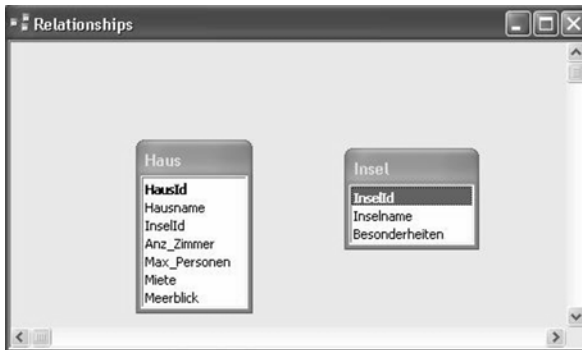 Relationships
Haus
HausId
Hausname
InselId
Anz_Zimmer
Max_Personen
Miete
Meerblick
Insel
InselId
Inselname
Besonderheiten